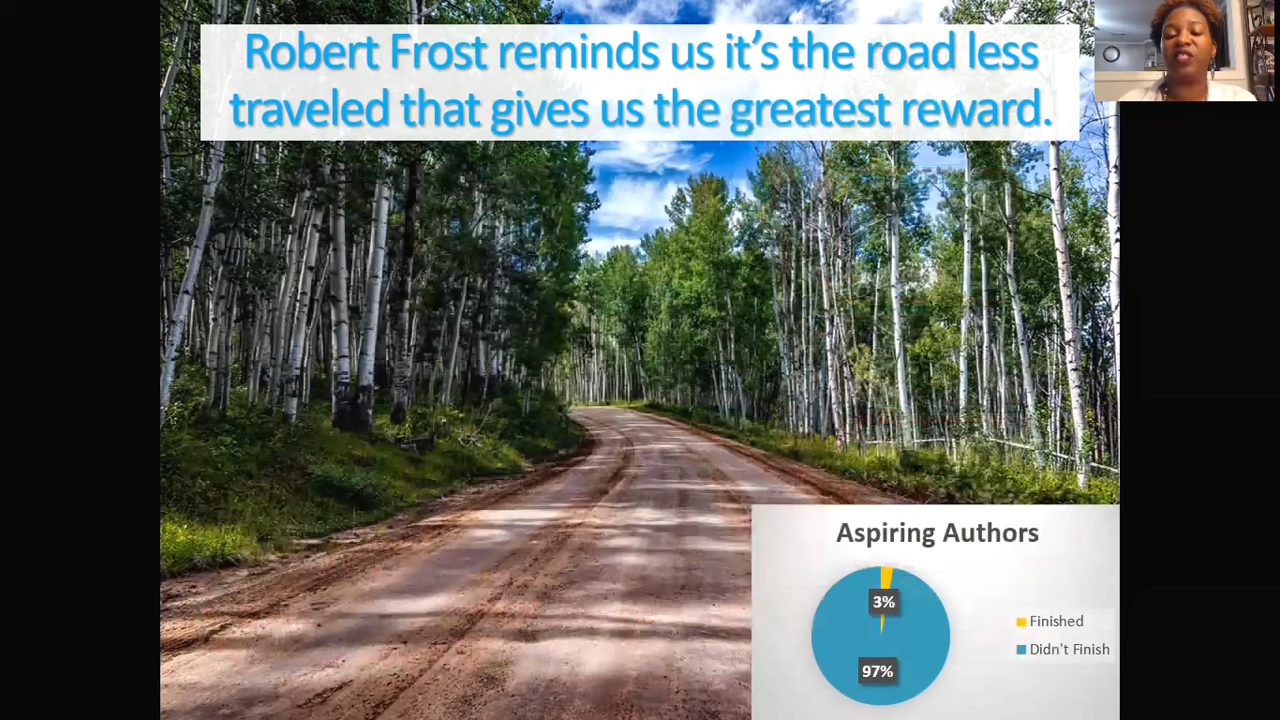 Robert Frost reminds us it's the road less
traveled that gives us the greatest reward.
Aspiring Authors
3%
Finished
Didn't Finish
97%